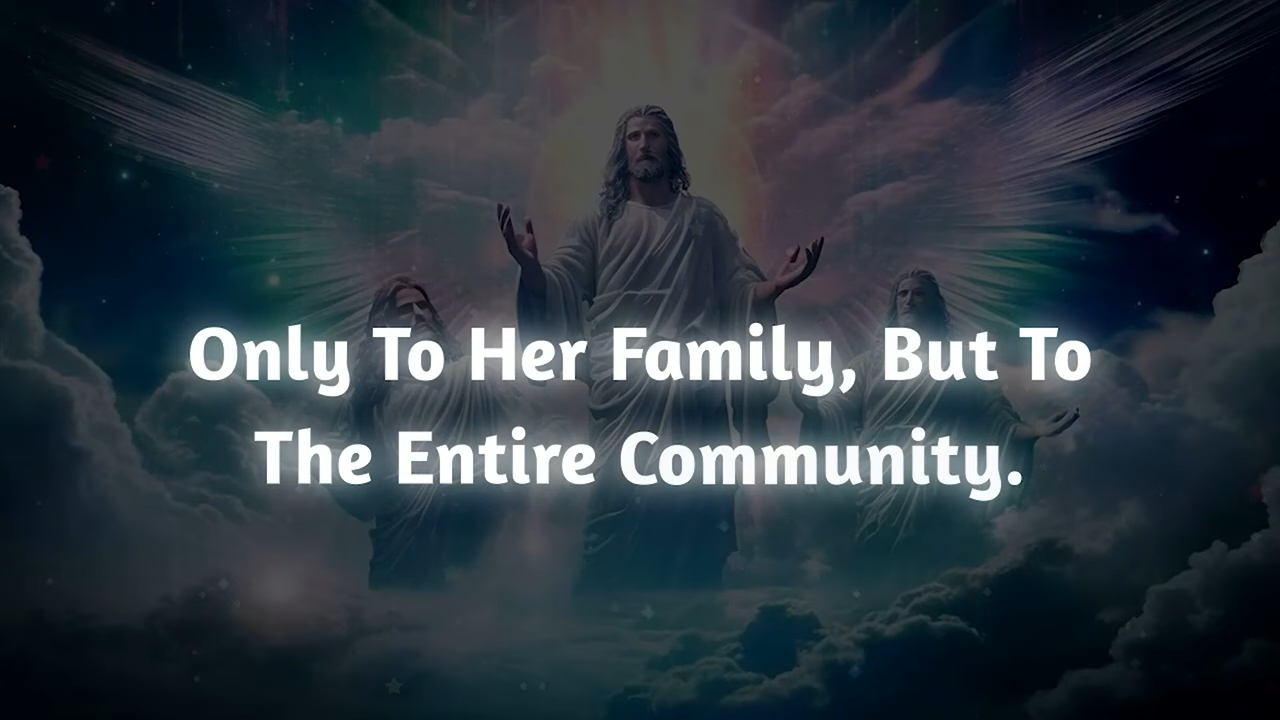 Only To Her Family, But To
The Entire Community.